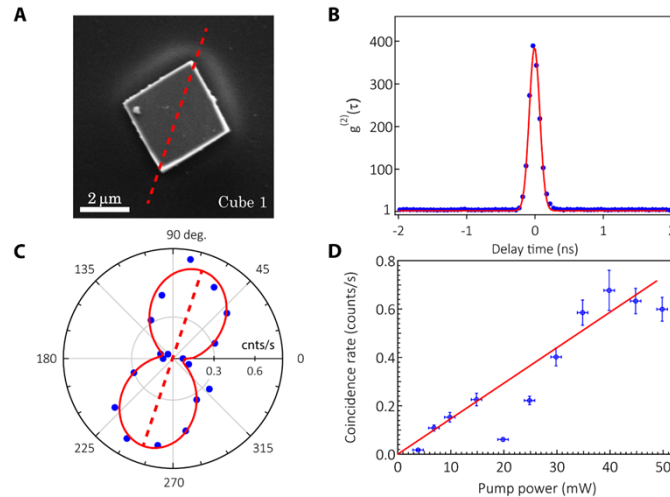 A
2 μm
Cube 1
B
g(2)(τ)
400
300
200
100
1
-2
-1
0
1
2
Delay time (ns)
C
90 deg.
135
45
cnts/s
180
0.3
0.6
0
225
315
270
D
Coincidence rate (counts/s)
0.8
0.6
0.4
0.2
0.0
0
10
20
30
40
50
Pump power (mW)